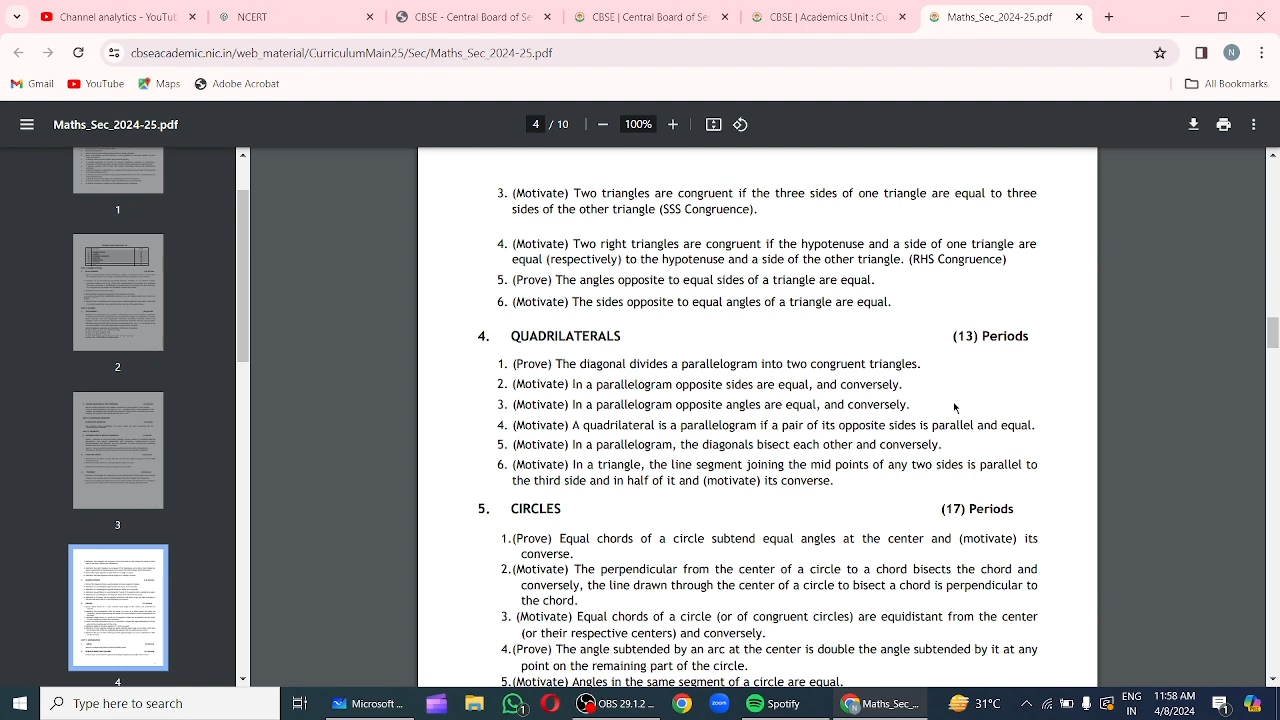 Channel analytics - YouTu
NCERT
CBSE - Central Board of Se
CBSE | Central Board of Se
CBSE | Academics Unit : Cu
Maths_Sec_2024-25.pdf
cbseacademic.nic.in/web_material/CurriculumMain25/Sec/Maths_Sec_2024-25.pdf
N
Gmail
YouTube
Maps
Adobe Acrobat
All Bookmarks
Maths_Sec_2024-25.pdf
4 / 10
100%
1
2
3
4
3. (Motivate) Two triangles are congruent if the three sides of one triangle are equal to three
sides of the other triangle (SSS Congruence).
4. (Motivate) Two right triangles are congruent if the hypotenuse and a side of one triangle are
equal (respectively) to the hypotenuse and a side of the other triangle. (RHS Congruence)
5. (Prove) The angles opposite to equal sides of a triangle are equal.
6. (Motivate) The sides opposite to equal angles of a triangle are equal.
4. QUADRILATERALS (13) Periods
1. (Prove) The diagonal divides a parallelogram into two congruent triangles.
2. (Motivate) In a parallelogram opposite sides are equal, and conversely.
3. (Motivate) In a parallelogram opposite angles are equal, and conversely.
4. (Motivate) A quadrilateral is a parallelogram if a pair of its opposite sides is parallel and equal.
5. (Motivate) In a parallelogram, the diagonals bisect each other and conversely.
6. (Motivate) In a triangle, the line segment joining the mid points of any two sides is parallel to
the third side and in half of it and (motivate) its converse.
5. CIRCLES (17) Periods
1.(Prove) Equal chords of a circle subtend equal angles at the center and (motivate) its
converse.
2.(Motivate) The perpendicular from the center of a circle to a chord bisects the chord and
conversely, the line drawn through the center of a circle to bisect a chord is perpendicular to
the chord.
3. (Motivate) Equal chords of a circle (or of congruent circles) are equidistant from the center
(or their respective centers) and conversely.
4.(Prove) The angle subtended by an arc at the center is double the angle subtended by it at any
point on the remaining part of the circle.
5.(Motivate) Angles in the same segment of a circle are equal.
Type here to search
Microsoft ...
OBS 29.1.2 ...
zoom
Spotify
Maths_Sec_...
31°C
ENG
IN
11:58 AM
4/8/2024